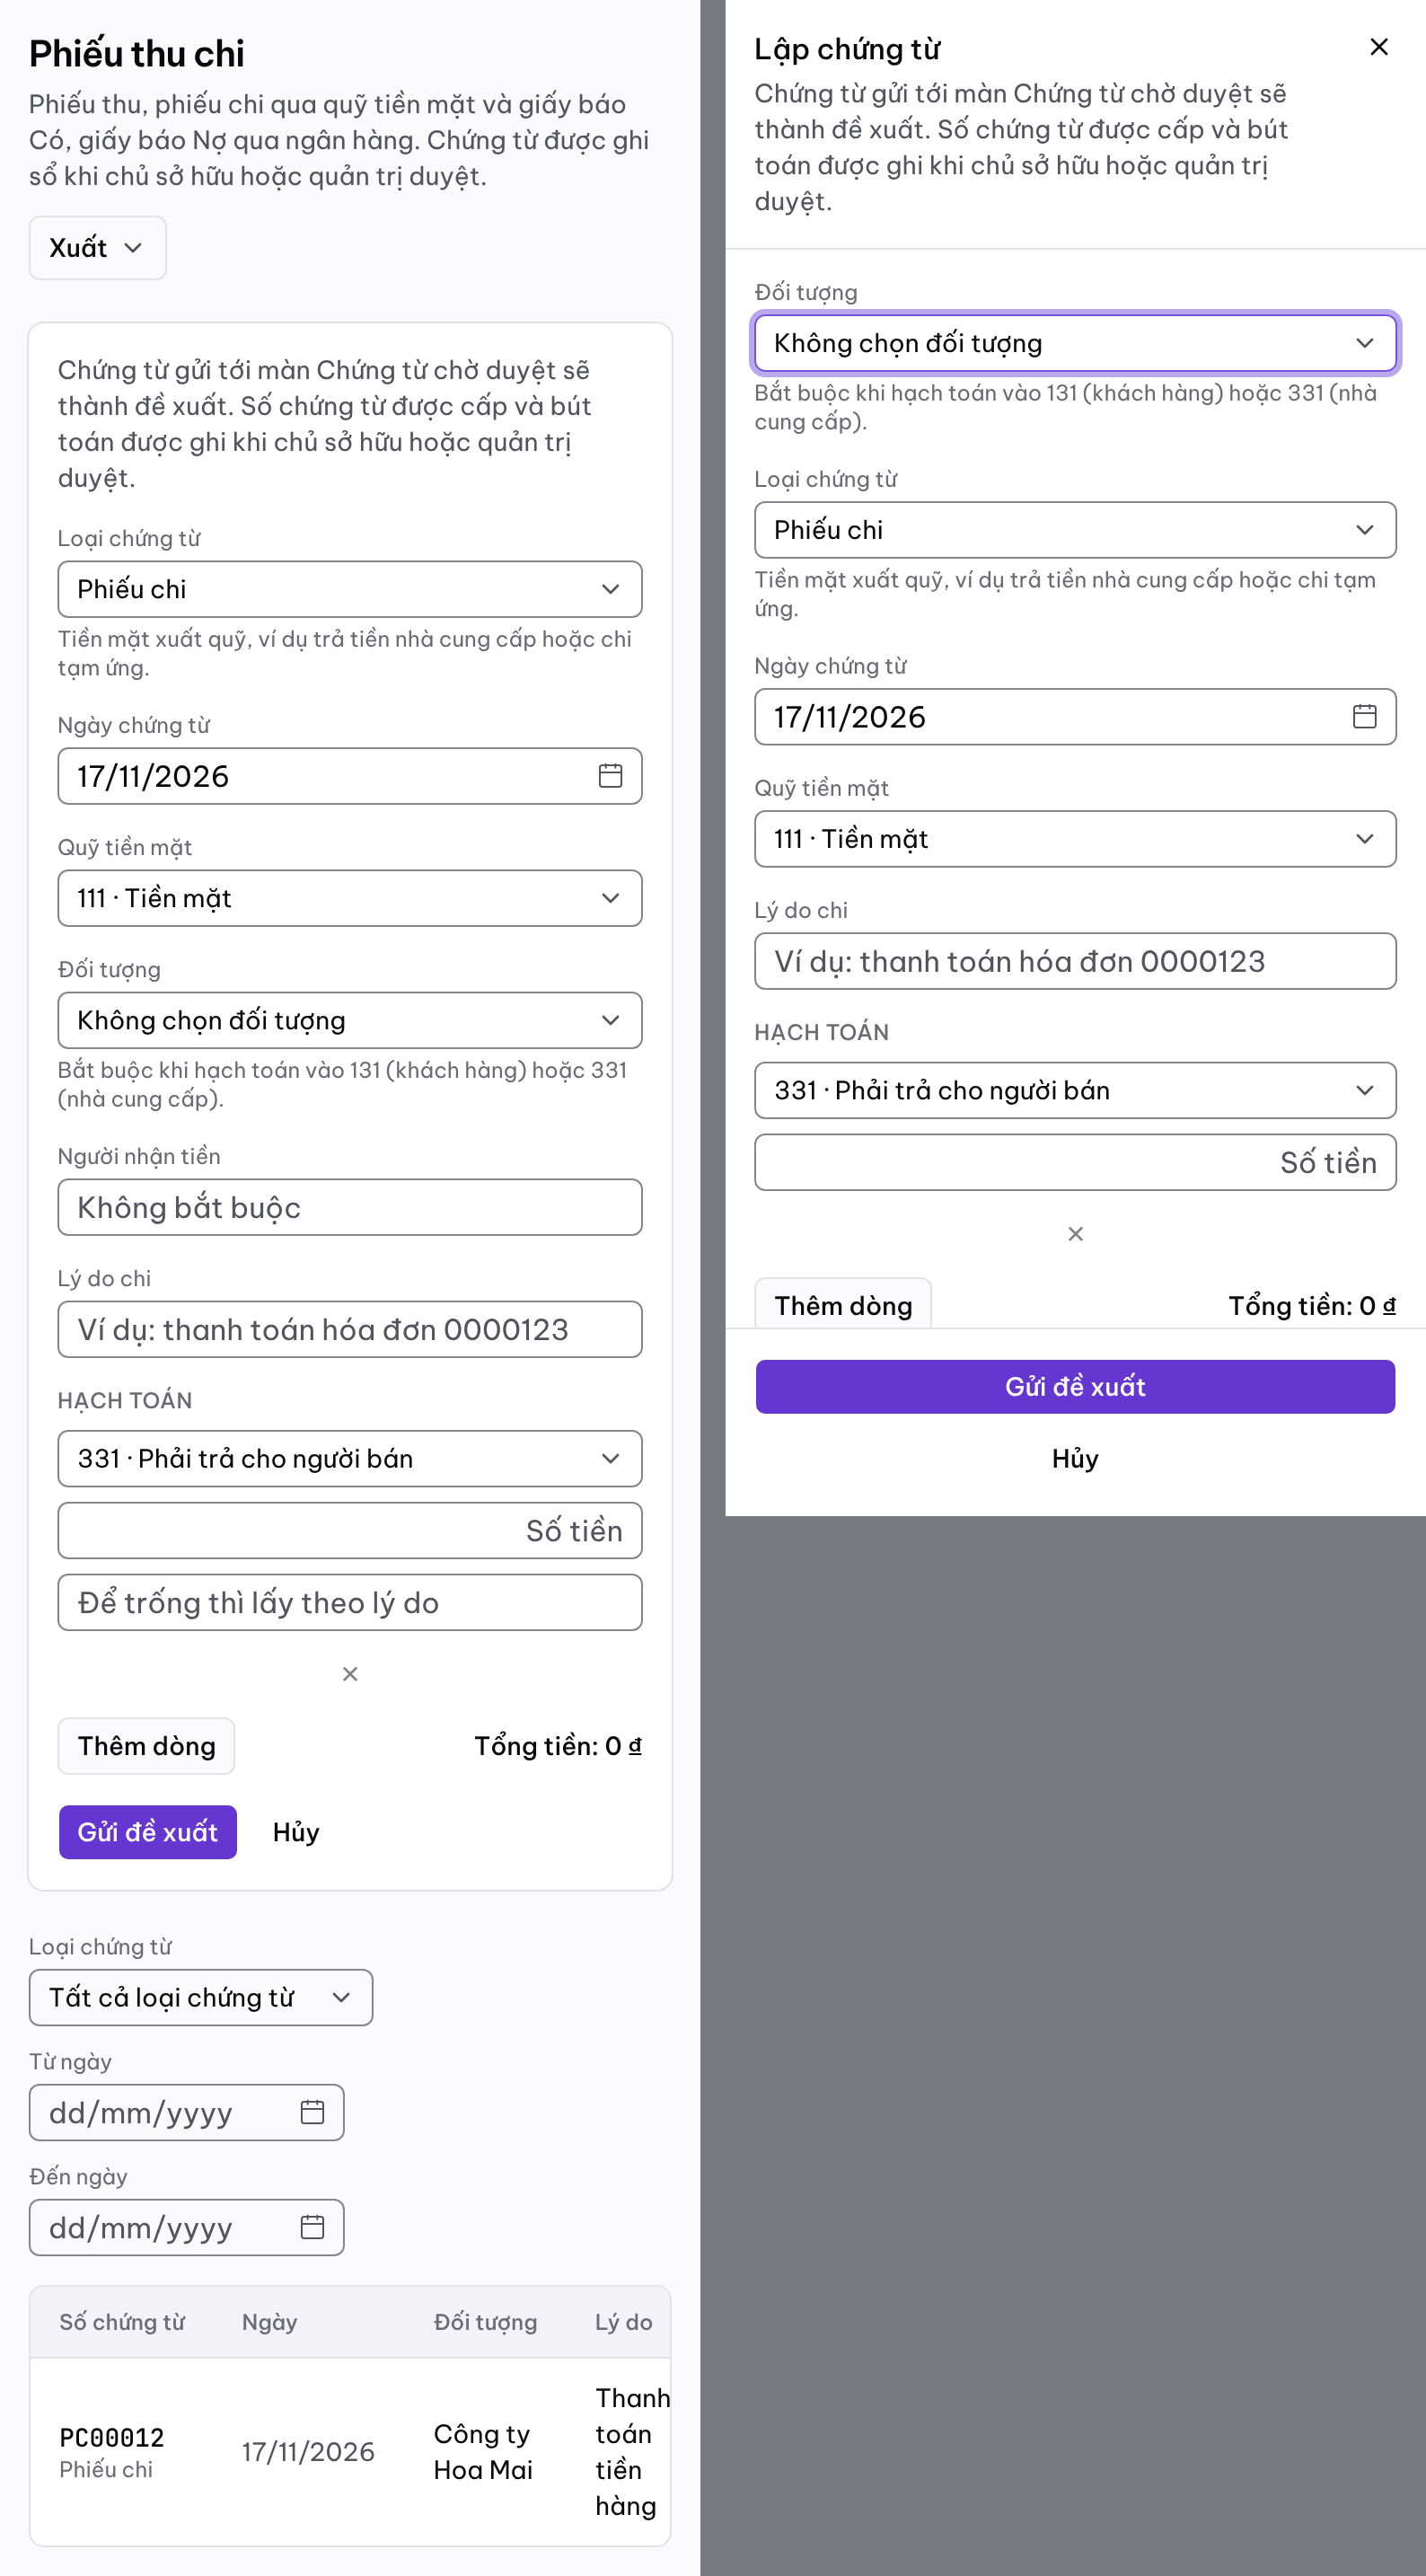 Phiếu thu chi
Phiếu thu, phiếu chi qua quỹ tiền mặt và giấy báo
Có, giấy báo Nợ qua ngân hàng. Chứng từ được ghi
sổ khi chủ sở hữu hoặc quản trị duyệt.
Xuất
Chứng từ gửi tới màn Chứng từ chờ duyệt sẽ
thành đề xuất. Số chứng từ được cấp và bút
toán được ghi khi chủ sở hữu hoặc quản trị
duyệt.
Loại chứng từ
Phiếu chi
Tiền mặt xuất quỹ, ví dụ trả tiền nhà cung cấp hoặc chi
tạm ứng.
Ngày chứng từ
17/11/2026
Quỹ tiền mặt
111 · Tiền mặt
Đối tượng
Không chọn đối tượng
Bắt buộc khi hạch toán vào 131 (khách hàng) hoặc 331
(nhà cung cấp).
Người nhận tiền
Không bắt buộc
Lý do chi
Ví dụ: thanh toán hóa đơn 0000123
HẠCH TOÁN
331 · Phải trả cho người bán
Số tiền
Để trống thì lấy theo lý do
Thêm dòng
Tổng tiền: 0 ₫
Gửi đề xuất
Hủy
Loại chứng từ
Tất cả loại chứng từ
Từ ngày
dd/mm/yyyy
Đến ngày
dd/mm/yyyy
Số chứng từ
Ngày
Đối tượng
Lý do
PC00012
Phiếu chi
17/11/2026
Công ty
Hoa Mai
Thanh
toán
tiền
hàng
Lập chứng từ
Chứng từ gửi tới màn Chứng từ chờ duyệt sẽ
thành đề xuất. Số chứng từ được cấp và bút
toán được ghi khi chủ sở hữu hoặc quản trị
duyệt.
Đối tượng
Không chọn đối tượng
Bắt buộc khi hạch toán vào 131 (khách hàng) hoặc 331 (nhà
cung cấp).
Loại chứng từ
Phiếu chi
Tiền mặt xuất quỹ, ví dụ trả tiền nhà cung cấp hoặc chi tạm
ứng.
Ngày chứng từ
17/11/2026
Quỹ tiền mặt
111 · Tiền mặt
Lý do chi
Ví dụ: thanh toán hóa đơn 0000123
HẠCH TOÁN
331 · Phải trả cho người bán
Số tiền
Thêm dòng
Tổng tiền: 0 ₫
Gửi đề xuất
Hủy